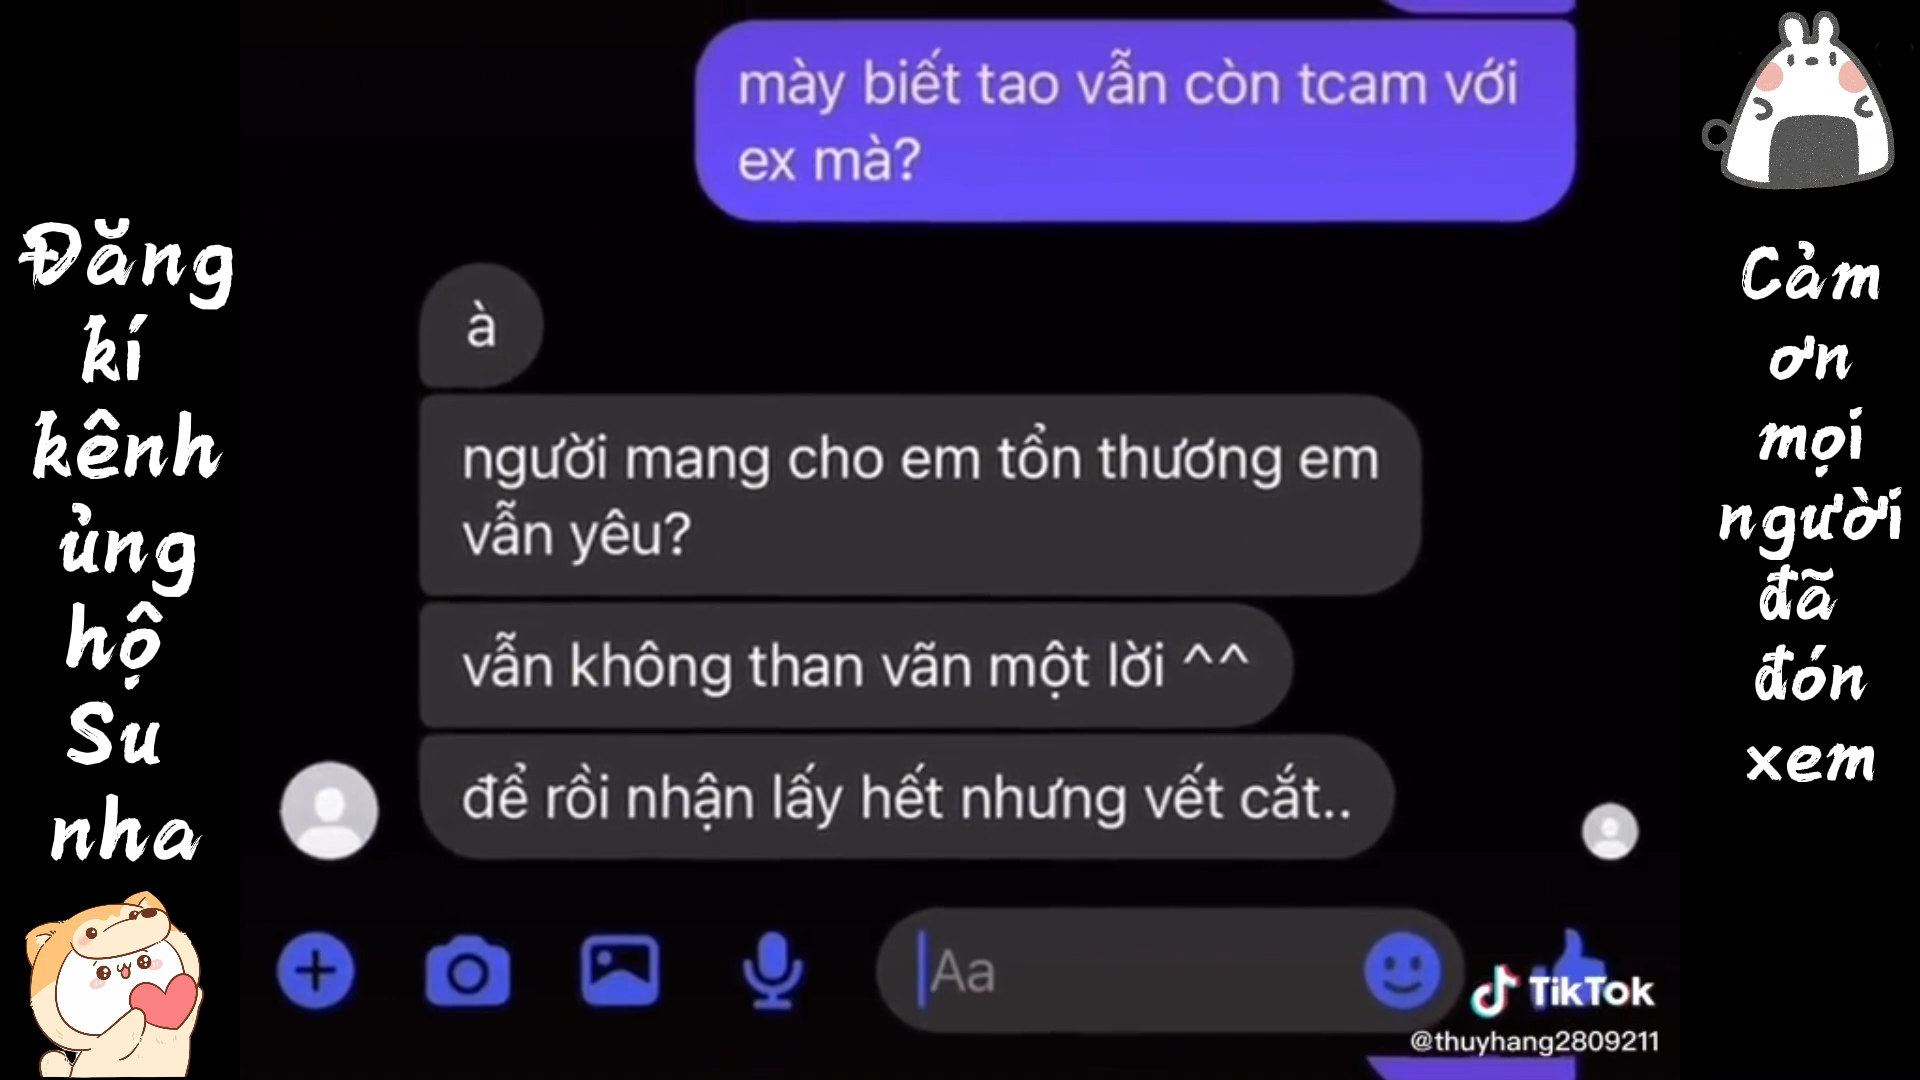 mày biết tao vẫn còn tcam với
ex mà?
à
người mang cho em tổn thương em
vẫn yêu?
vẫn không than vãn một lời ^^
để rồi nhận lấy hết nhưng vết cắt..
Aa
TikTok
@thuyhang2809211
Đăng
kí
kênh
ủng
hộ
Su
nha
Cảm
ơn
mọi
người
đã
đón
xem